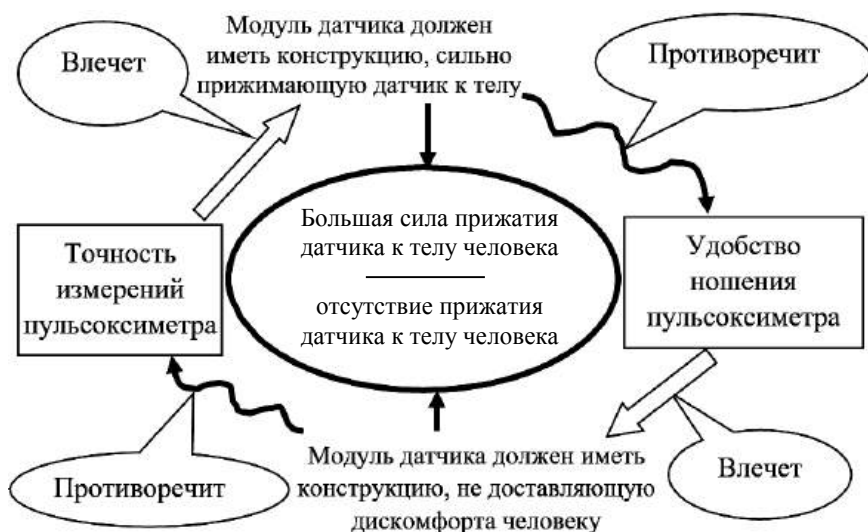 Модуль датчика должен
иметь конструкцию, сильно
прижимающую датчик к телу
Влечет
Противоречит
Большая сила прижатия
датчика к телу человека
отсутствие прижатия
датчика к телу человека
Точность
измерений
пульсоксиметра
Удобство
ношения
пульсоксиметра
Противоречит
Модуль датчика должен иметь
конструкцию, не доставляющую
дискомфорта человеку
Влечет